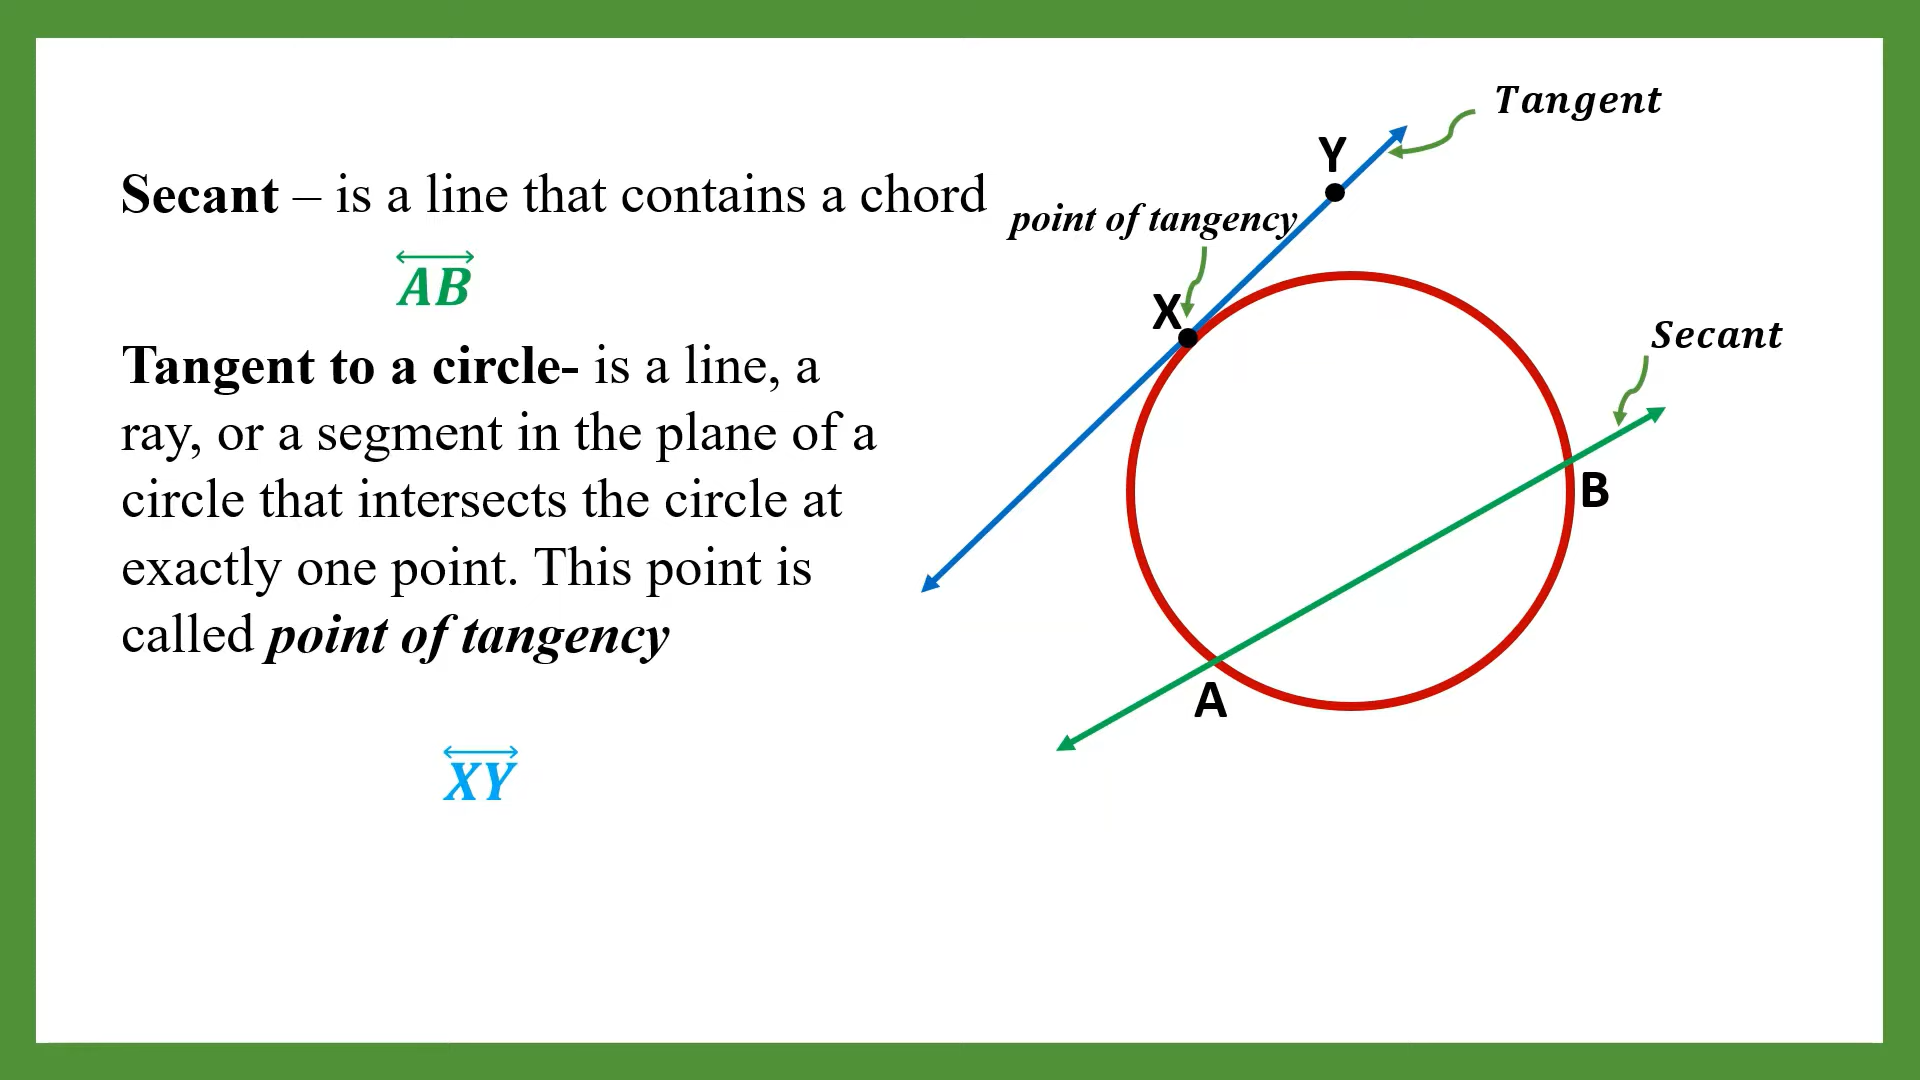 Secant – is a line that contains a chord
AB
Tangent to a circle- is a line, a
ray, or a segment in the plane of a
circle that intersects the circle at
exactly one point. This point is
called point of tangency
XY
Tangent
Y
point of tangency
X
Secant
B
A